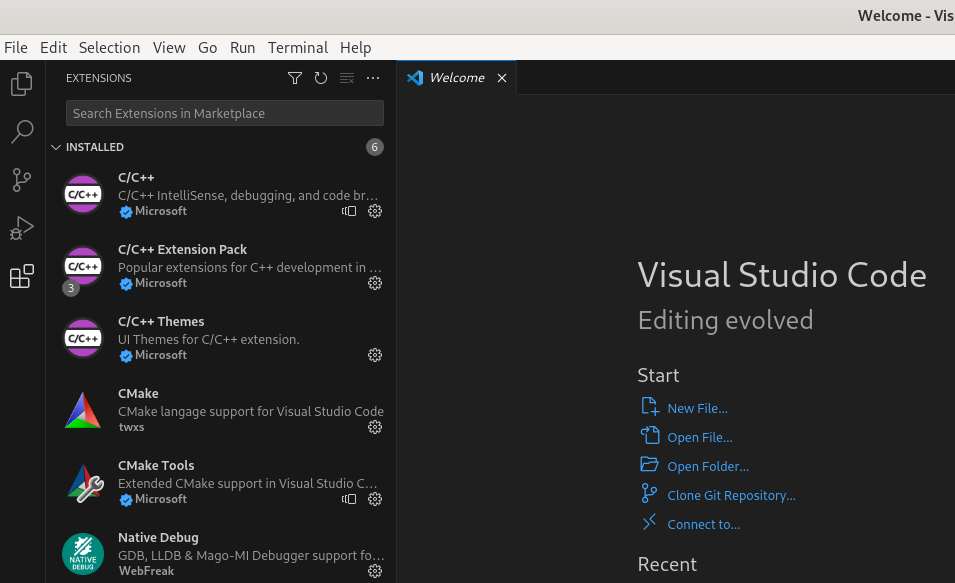 Welcome - Vis
File Edit Selection View Go Run Terminal Help
EXTENSIONS
Welcome
Search Extensions in Marketplace
INSTALLED 6
C/C++
C/C++
C/C++ IntelliSense, debugging, and code br...
Microsoft
C/C++
C/C++ Extension Pack
Popular extensions for C++ development in ...
3
Microsoft
C/C++
C/C++ Themes
UI Themes for C/C++ extension.
Microsoft
CMake
CMake langage support for Visual Studio Code
twxs
CMake Tools
Extended CMake support in Visual Studio C...
Microsoft
NATIVE
DEBUG
Native Debug
GDB, LLDB & Mago-MI Debugger support fo...
WebFreak
Visual Studio Code
Editing evolved
Start
New File...
Open File...
Open Folder...
Clone Git Repository...
Connect to...
Recent